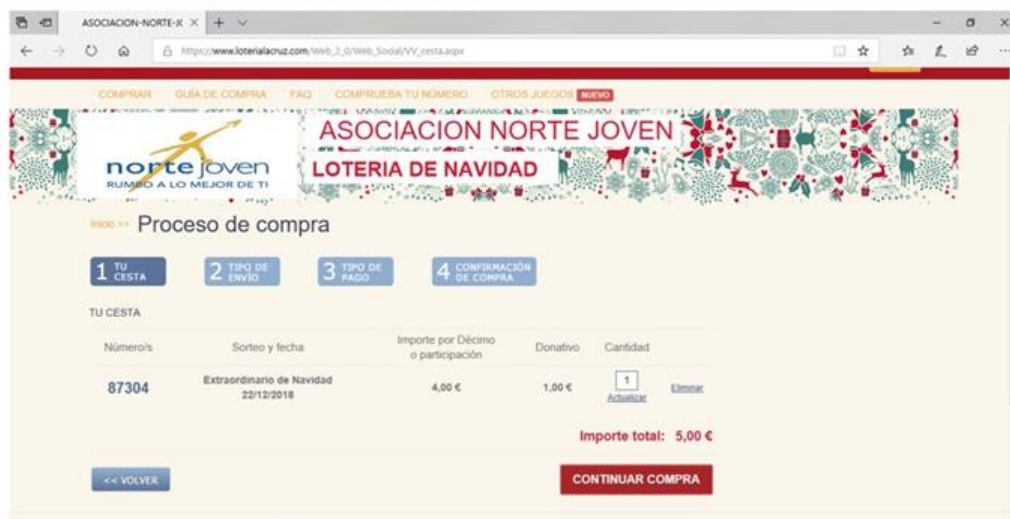 ASOCIACION-NORTE-JC
https://www.loterialacruz.com/Web_2_0/Web_Social/VV_cesta.aspx
COMPRAR GUÍA DE COMPRA FAQ COMPRUEBA TU NÚMERO OTROS JUEGOS NUEVO
ASOCIACION NORTE JOVEN
norte joven
LOTERIA DE NAVIDAD
RUMBO A LO MEJOR DE TI
Inicio >> Proceso de compra
1 TU CESTA
2 TIPO DE ENVÍO
3 TIPO DE PAGO
4 CONFIRMACIÓN DE COMPRA
TU CESTA
Número/s Sorteo y fecha Importe por Décimo o participación Donativo Cantidad
87304 Extraordinario de Navidad 22/12/2018 4,00 € 1,00 € 1 Actualizar Eliminar
Importe total: 5,00 €
<< VOLVER CONTINUAR COMPRA